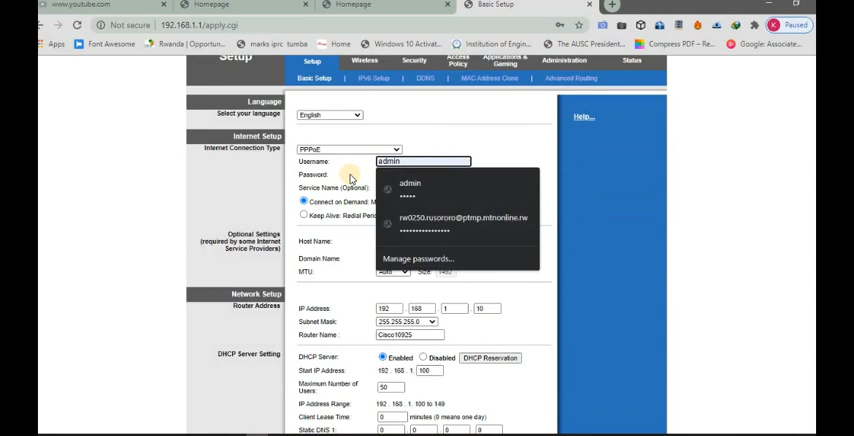 www.youtube.com
Homepage
Homepage
Basic Setup
Not secure
192.168.1.1/apply.cgi
Paused
Apps
Font Awesome
Rwanda | Opportun...
marks iprc tumba
Home
Windows 10 Activat...
Institution of Engin...
The AUSC President...
Compress PDF – Re...
Google: Associate...
Setup
Setup
Wireless
Security
Access
Policy
Applications &
Gaming
Administration
Status
Basic Setup
IPv6 Setup
DDNS
MAC Address Clone
Advanced Routing
Language
Select your language
English
Help...
Internet Setup
Internet Connection Type
PPPoE
Username:
admin
Password:
Service Name (Optional):
Connect on Demand: M
Keep Alive: Redial Peri
admin
•••••
rw0250.rusororo@ptmp.mtnonline.rw
••••••••••••••••
Manage passwords...
Optional Settings
(required by some Internet
Service Providers)
Host Name:
Domain Name:
MTU:
Auto
Size:
1492
Network Setup
Router Address
IP Address:
192 . 168 . 1 . 10
Subnet Mask:
255.255.255.0
Router Name :
Cisco10925
DHCP Server Setting
DHCP Server:
Enabled
Disabled
DHCP Reservation
Start IP Address:
192 . 168 . 1. 100
Maximum Number of
Users:
50
IP Address Range:
192 . 168 . 1. 100 to 149
Client Lease Time:
0 minutes (0 means one day)
Static DNS 1:
0 . 0 . 0 . 0